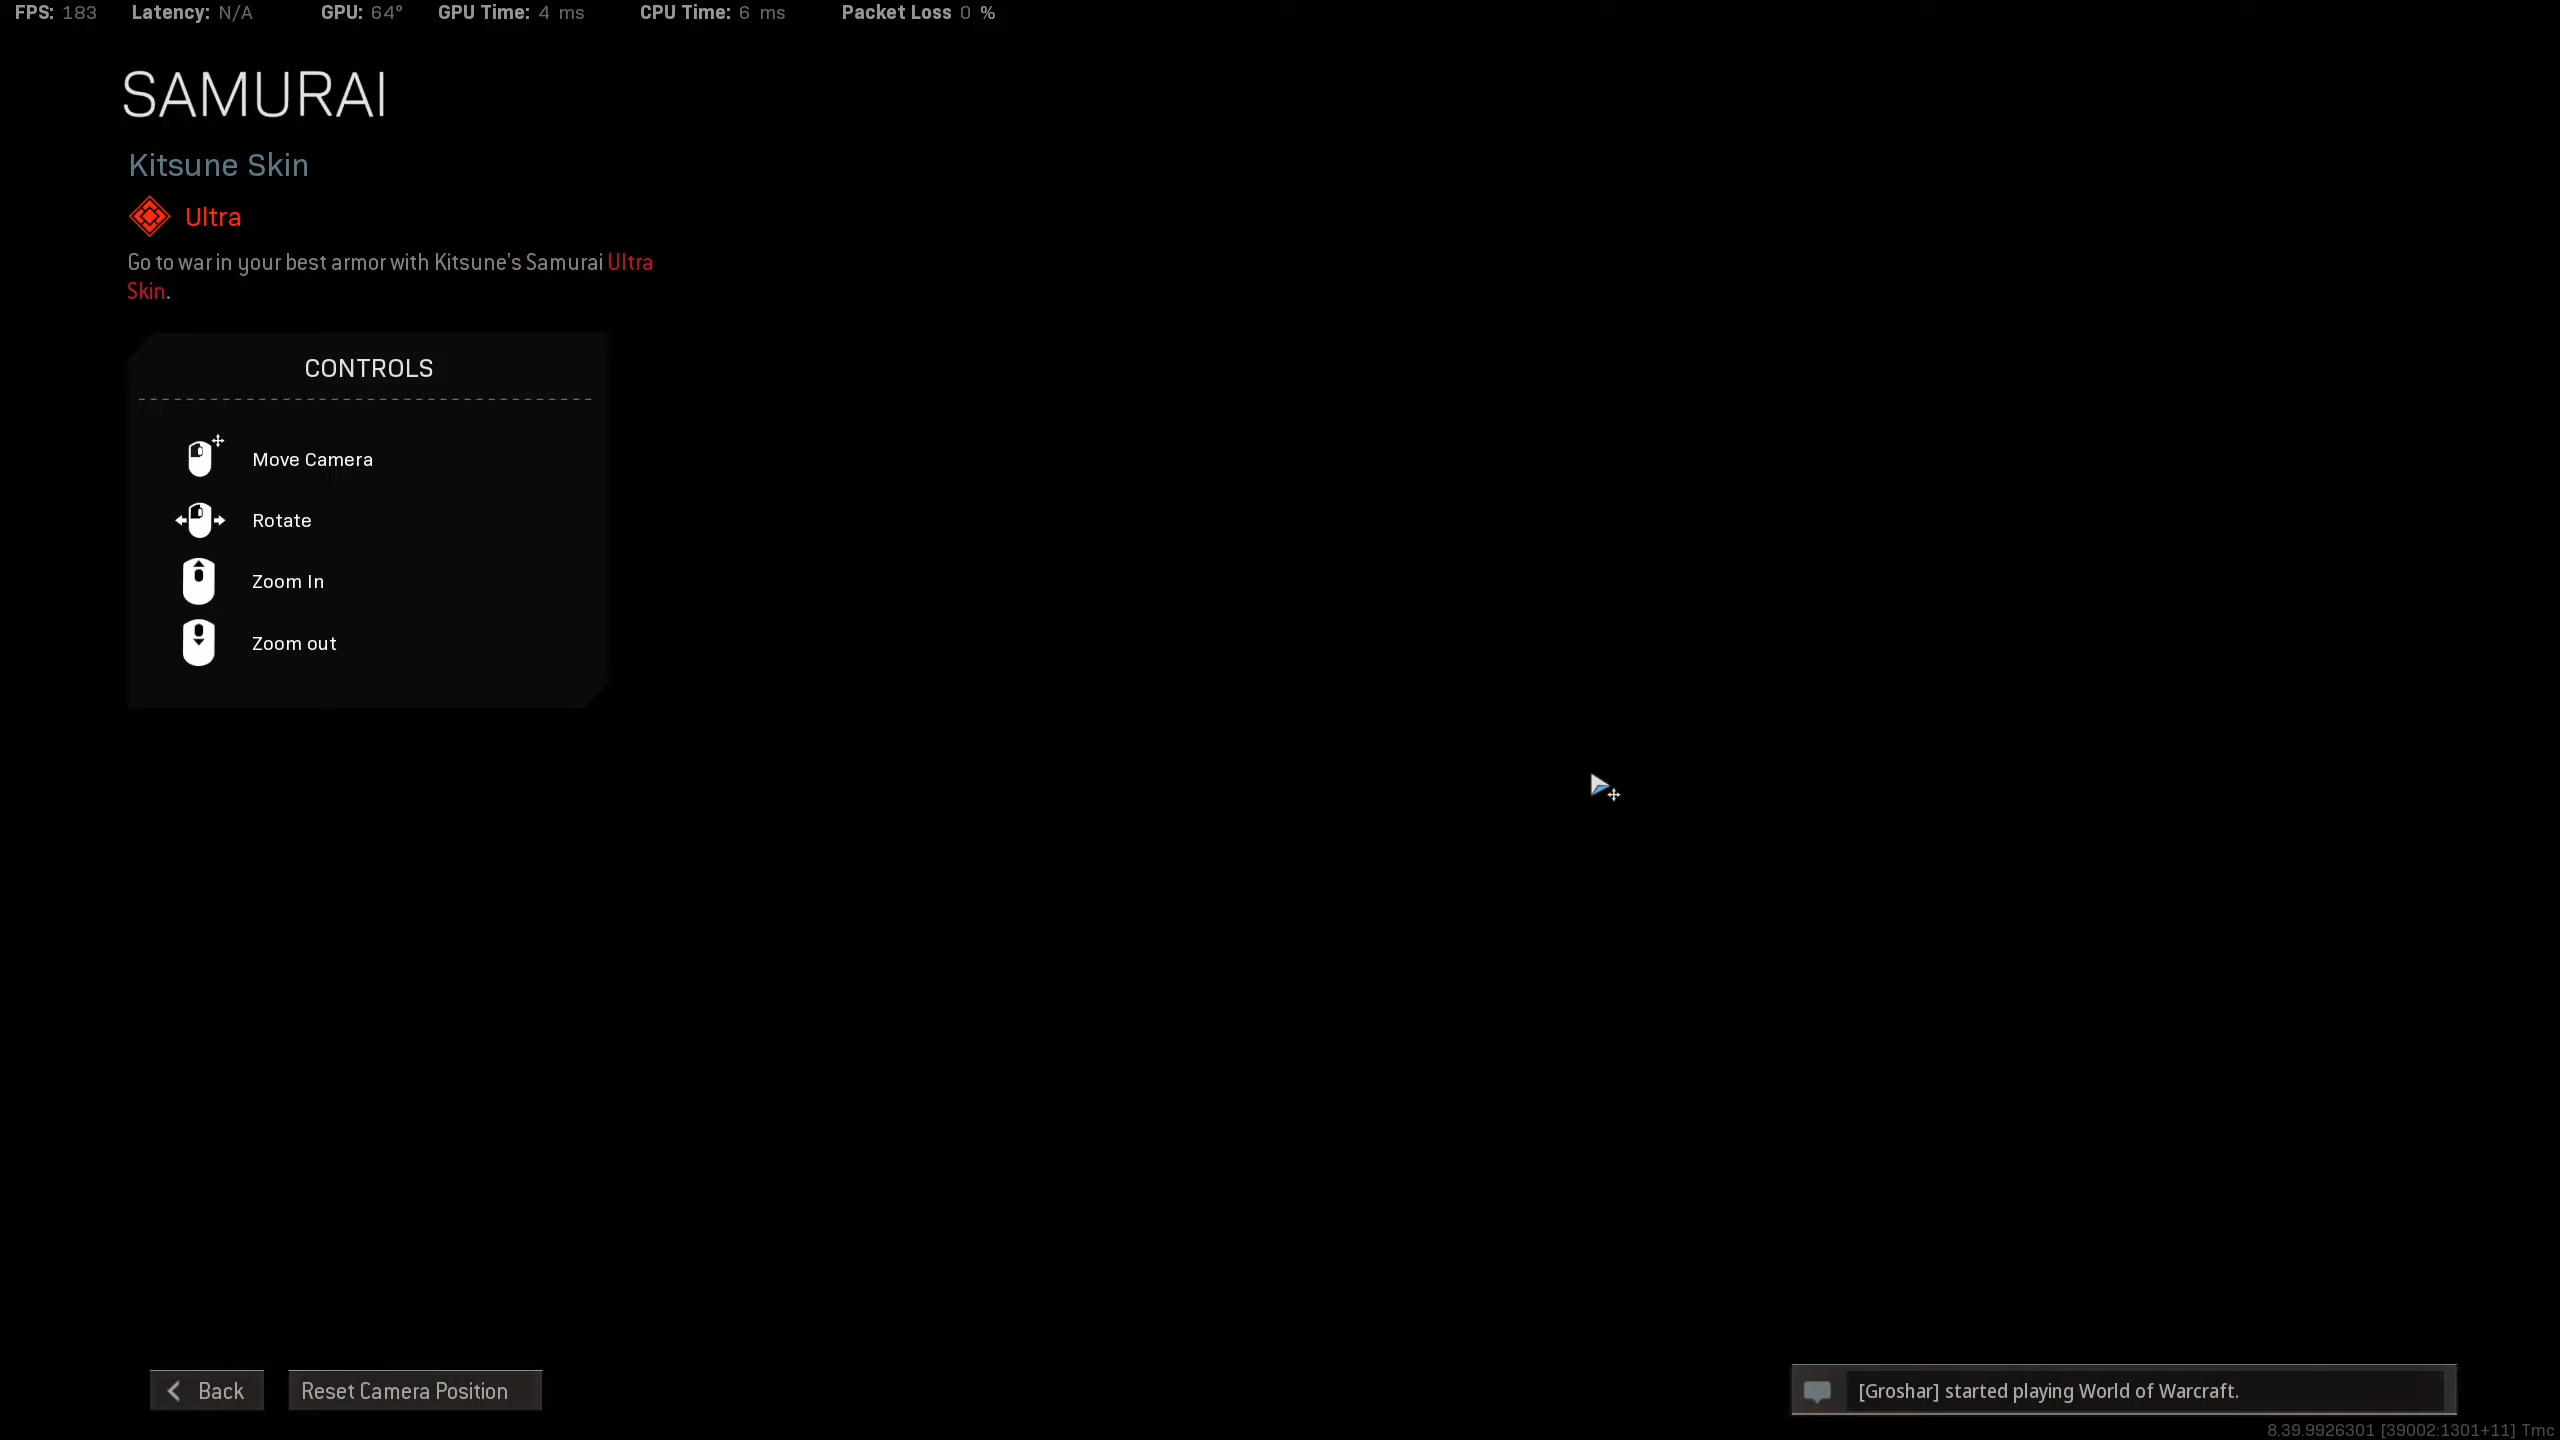 FPS: 183 Latency: N/A GPU: 64° GPU Time: 4 ms CPU Time: 6 ms Packet Loss 0 %
SAMURAI
Kitsune Skin
Ultra
Go to war in your best armor with Kitsune's Samurai Ultra
Skin.
CONTROLS
Move Camera
Rotate
Zoom In
Zoom out
Back Reset Camera Position
[Groshar] started playing World of Warcraft.
8.39.9926301 [39002:1301+11] Tmc